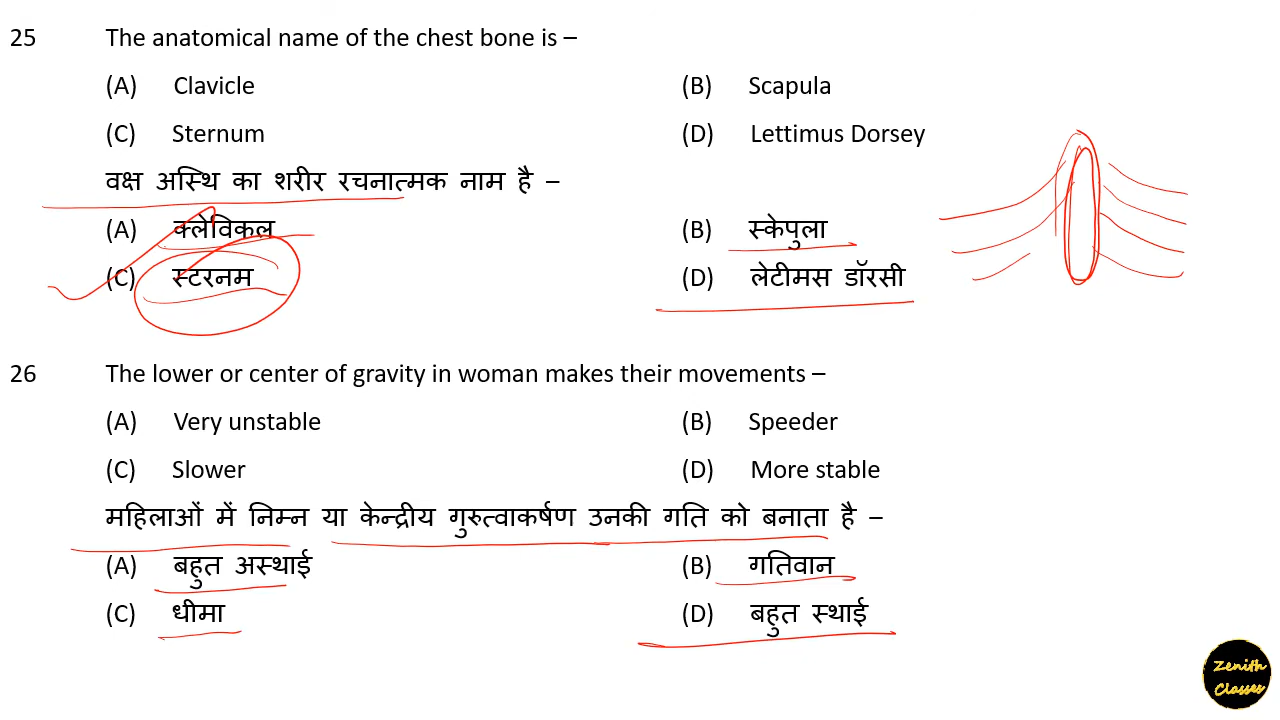 25 The anatomical name of the chest bone is –
(A) Clavicle (B) Scapula
(C) Sternum (D) Lettimus Dorsey
वक्ष अस्थि का शरीर रचनात्मक नाम है –
(A) क्लेविकल (B) स्केपुला
(C) स्टरनम (D) लेटीमस डॉरसी
26 The lower or center of gravity in woman makes their movements –
(A) Very unstable (B) Speeder
(C) Slower (D) More stable
महिलाओं में निम्न या केन्द्रीय गुरुत्वाकर्षण उनकी गति को बनाता है –
(A) बहुत अस्थाई (B) गतिवान
(C) धीमा (D) बहुत स्थाई
Zenith
Classes